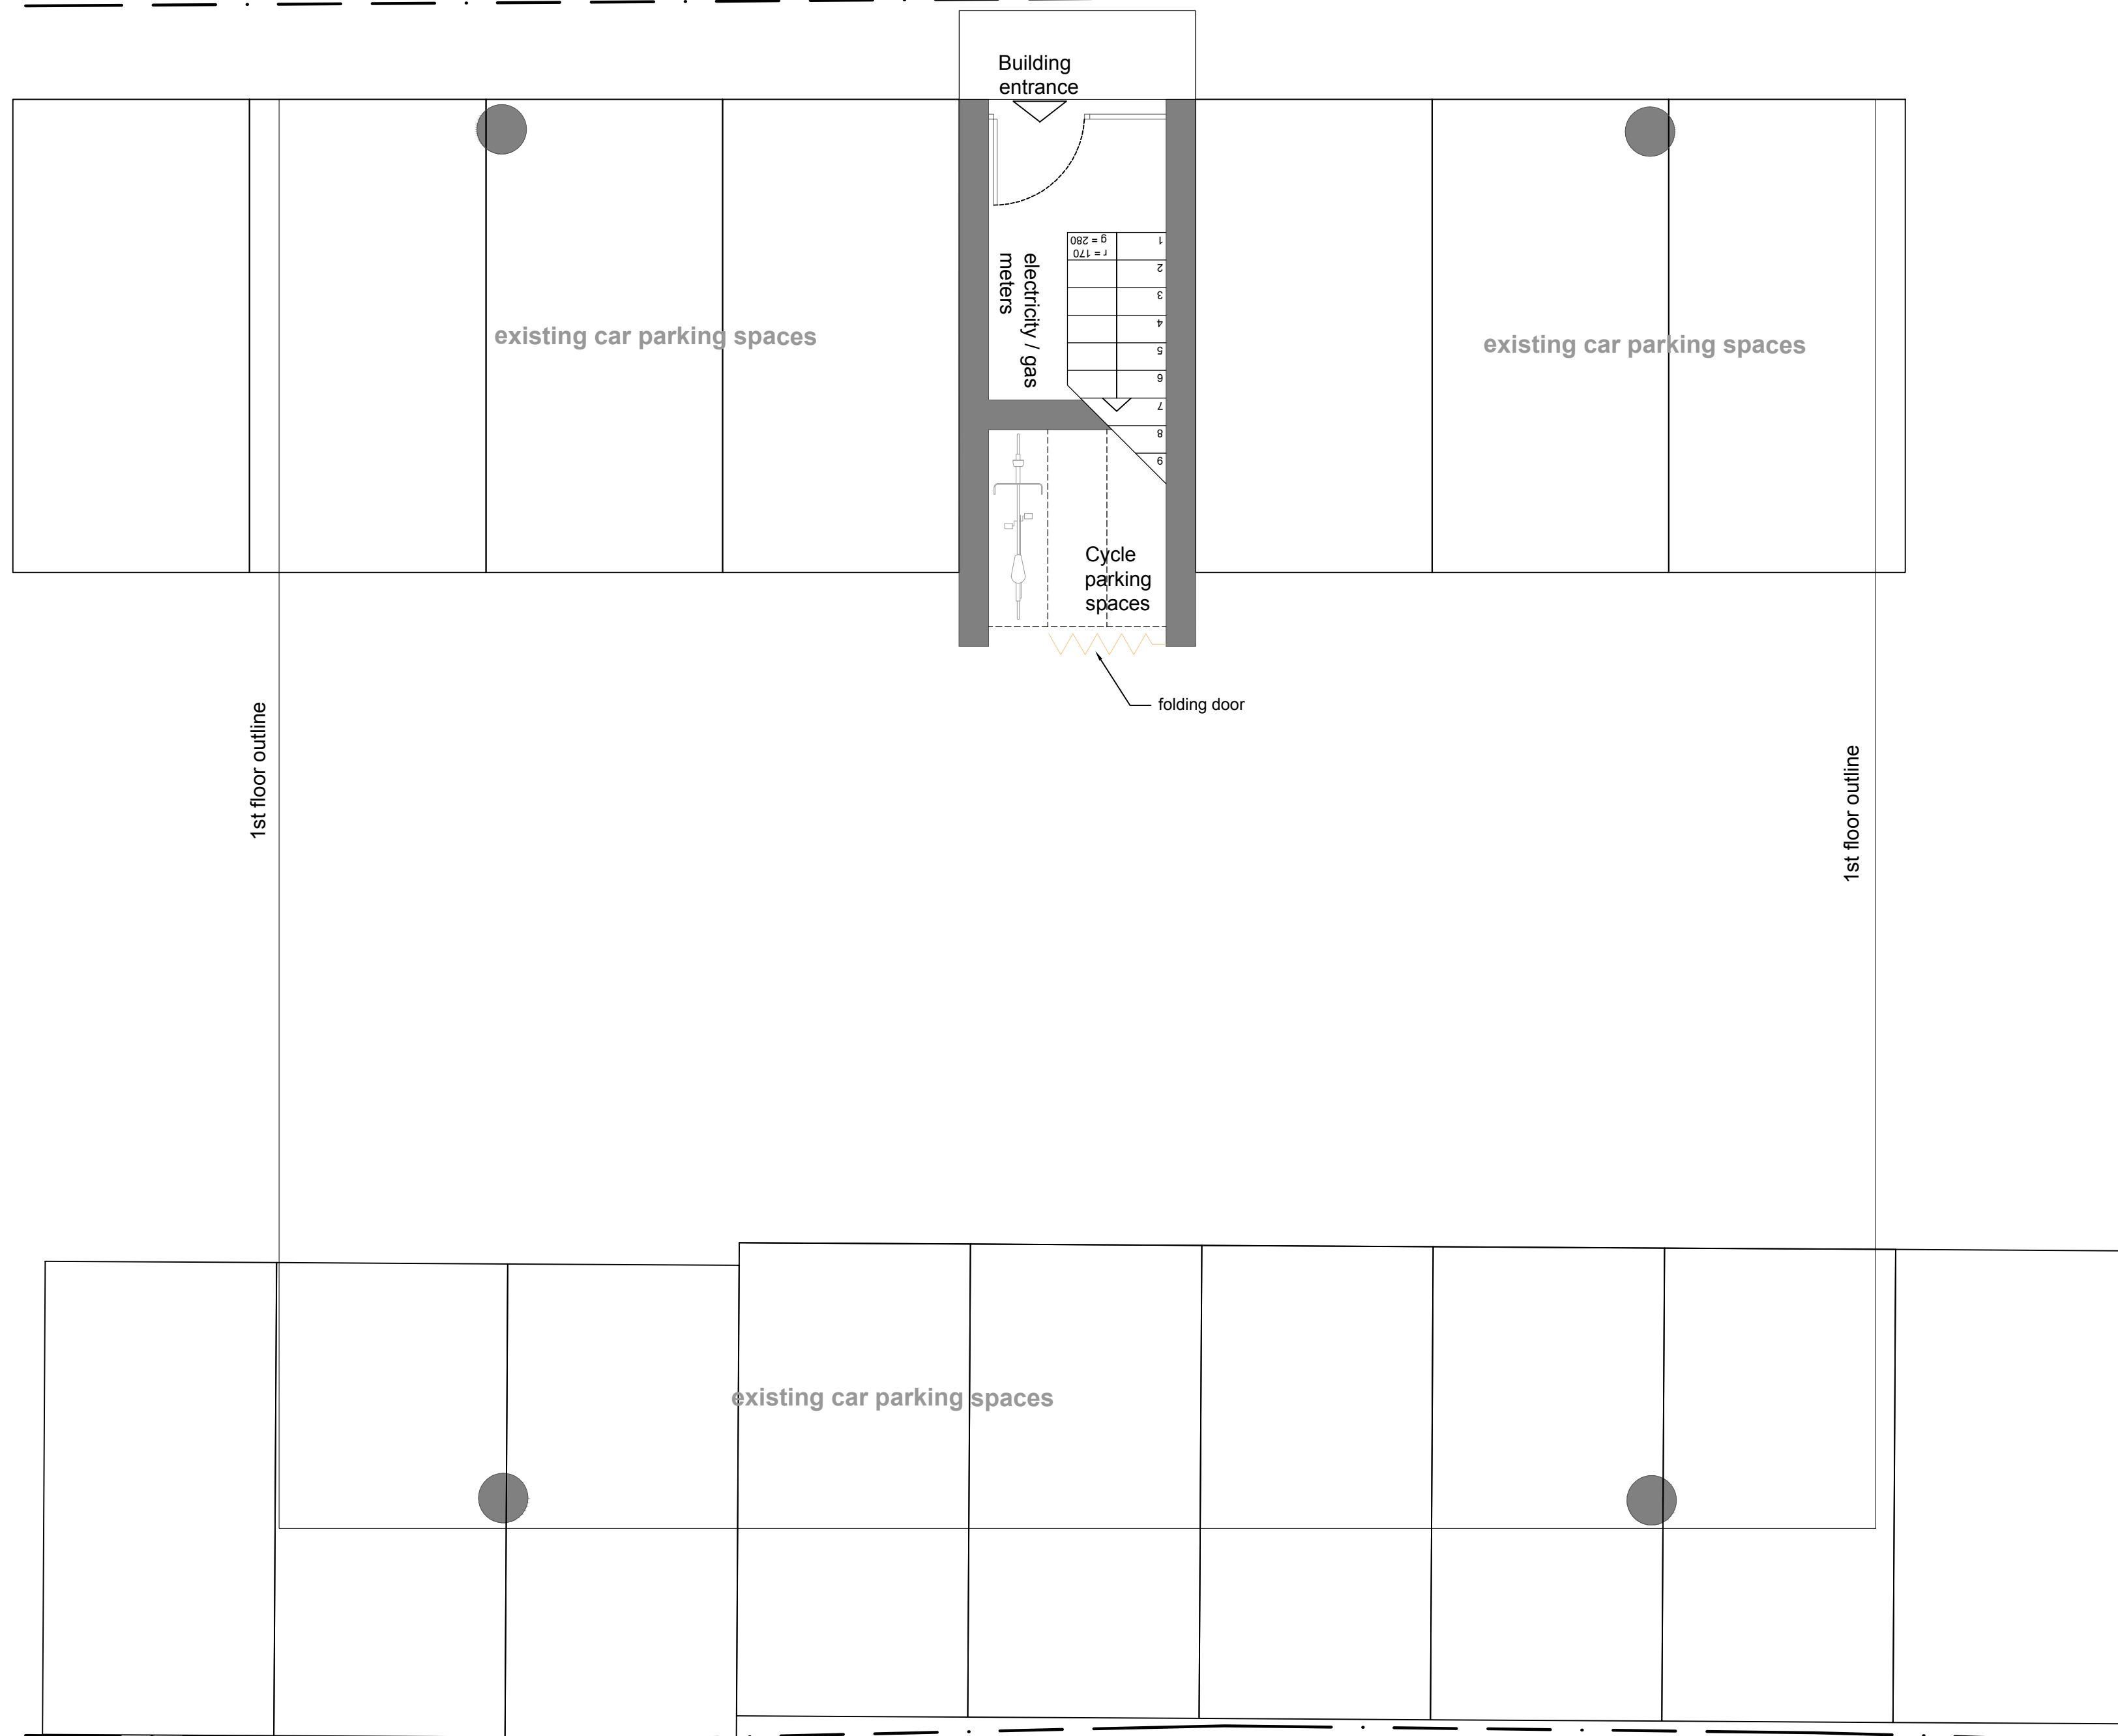 Building
entrance
g = 280
r = 170
1
2
3
4
5
6
7
8
9
electricity / gas
meters
existing car parking spaces
existing car parking spaces
Cycle
parking
spaces
folding door
1st floor outline
1st floor outline
existing car parking spaces